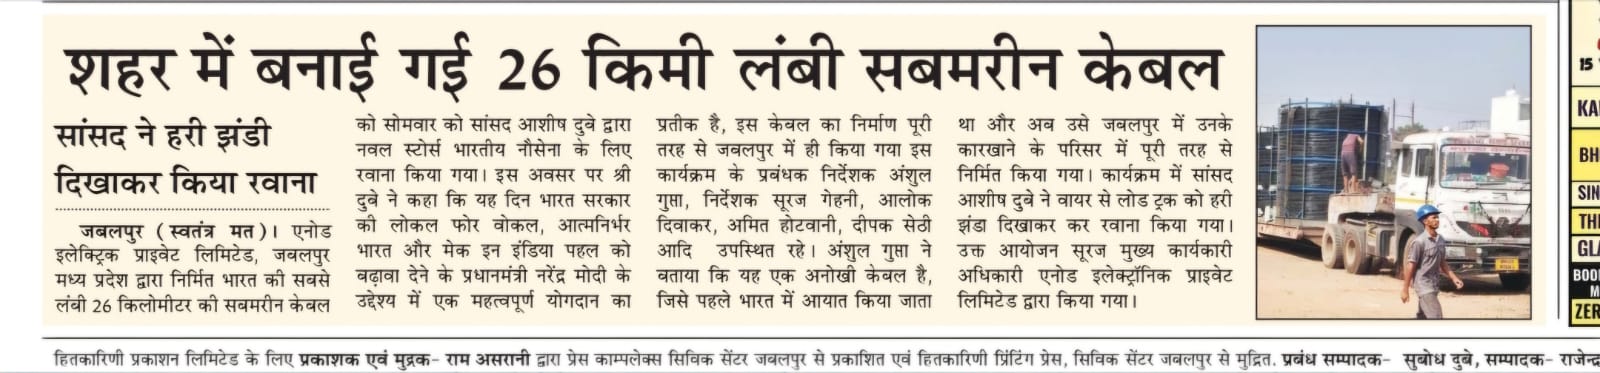 शहर में बनाई गई 26 किमी लंबी सबमरीन केबल
सांसद ने हरी झंडी
दिखाकर किया रवाना
जबलपुर (स्वतंत्र मत)। एनोड
इलेक्ट्रिक प्राइवेट लिमिटेड, जबलपुर
मध्य प्रदेश द्वारा निर्मित भारत की सबसे
लंबी 26 किलोमीटर की सबमरीन केबल
को सोमवार को सांसद आशीष दुबे द्वारा
नवल स्टोर्स भारतीय नौसेना के लिए
रवाना किया गया। इस अवसर पर श्री
दुबे ने कहा कि यह दिन भारत सरकार
की लोकल फोर वोकल, आत्मनिर्भर
भारत और मेक इन इंडिया पहल को
बढ़ावा देने के प्रधानमंत्री नरेंद्र मोदी के
उद्देश्य में एक महत्वपूर्ण योगदान का
प्रतीक है, इस केबल का निर्माण पूरी
तरह से जबलपुर में ही किया गया इस
कार्यक्रम के प्रबंधक निर्देशक अंशुल
गुप्ता, निर्देशक सूरज गेहनी, आलोक
दिवाकर, अमित होटवानी, दीपक सेठी
आदि उपस्थित रहे। अंशुल गुप्ता ने
बताया कि यह एक अनोखी केबल है,
जिसे पहले भारत में आयात किया जाता
था और अब उसे जबलपुर में उनके
कारखाने के परिसर में पूरी तरह से
निर्मित किया गया। कार्यक्रम में सांसद
आशीष दुबे ने वायर से लोड ट्रक को हरी
झंडा दिखाकर कर रवाना किया गया।
उक्त आयोजन सूरज मुख्य कार्यकारी
अधिकारी एनोड इलेक्ट्रॉनिक प्राइवेट
लिमिटेड द्वारा किया गया।
15
KA
BH
SIN
TH
GLA
BOO
M
ZER
हितकारिणी प्रकाशन लिमिटेड के लिए प्रकाशक एवं मुद्रक- राम असरानी द्वारा प्रेस काम्पलेक्स सिविक सेंटर जबलपुर से प्रकाशित एवं हितकारिणी प्रिंटिंग प्रेस, सिविक सेंटर जबलपुर से मुद्रित. प्रबंध सम्पादक- सुबोध दुबे, सम्पादक- राजेन्द्र